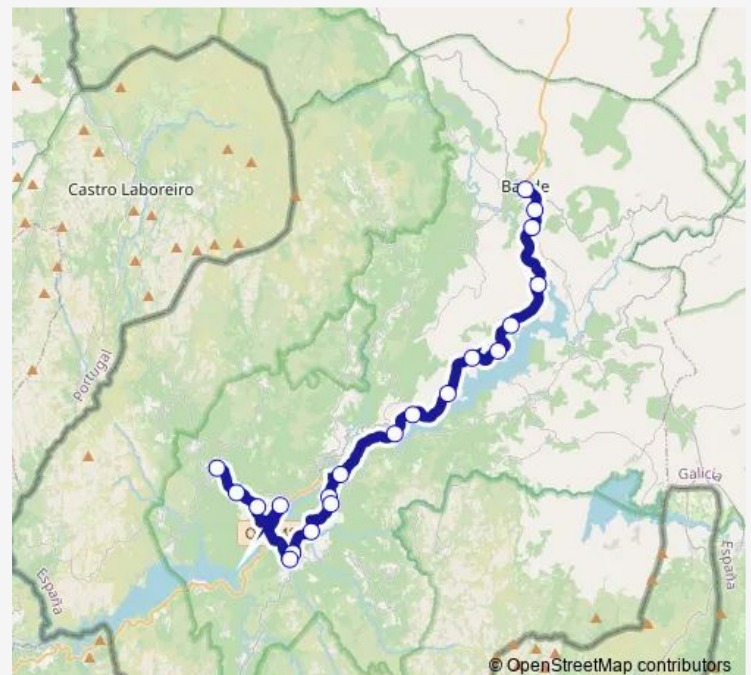 Castro Laboreiro
Portugal
Galicia
España
España
© OpenStreetMap contributors